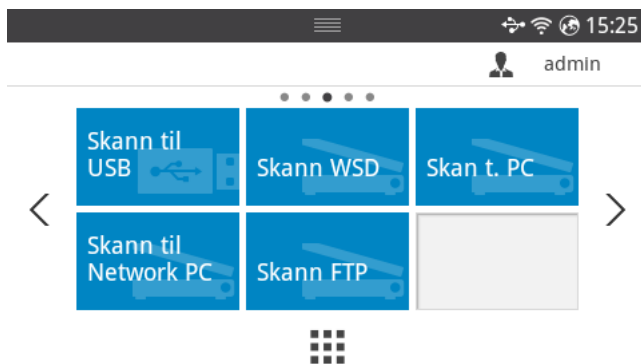 15:25
admin
Skann til
USB
Skann WSD
Skan t. PC
Skann til
Network PC
Skann FTP